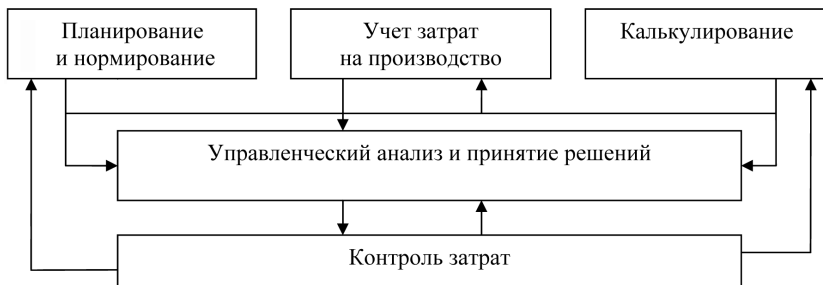 Планирование
и нормирование
Учет затрат
на производство
Калькулирование
Управленческий анализ и принятие решений
Контроль затрат